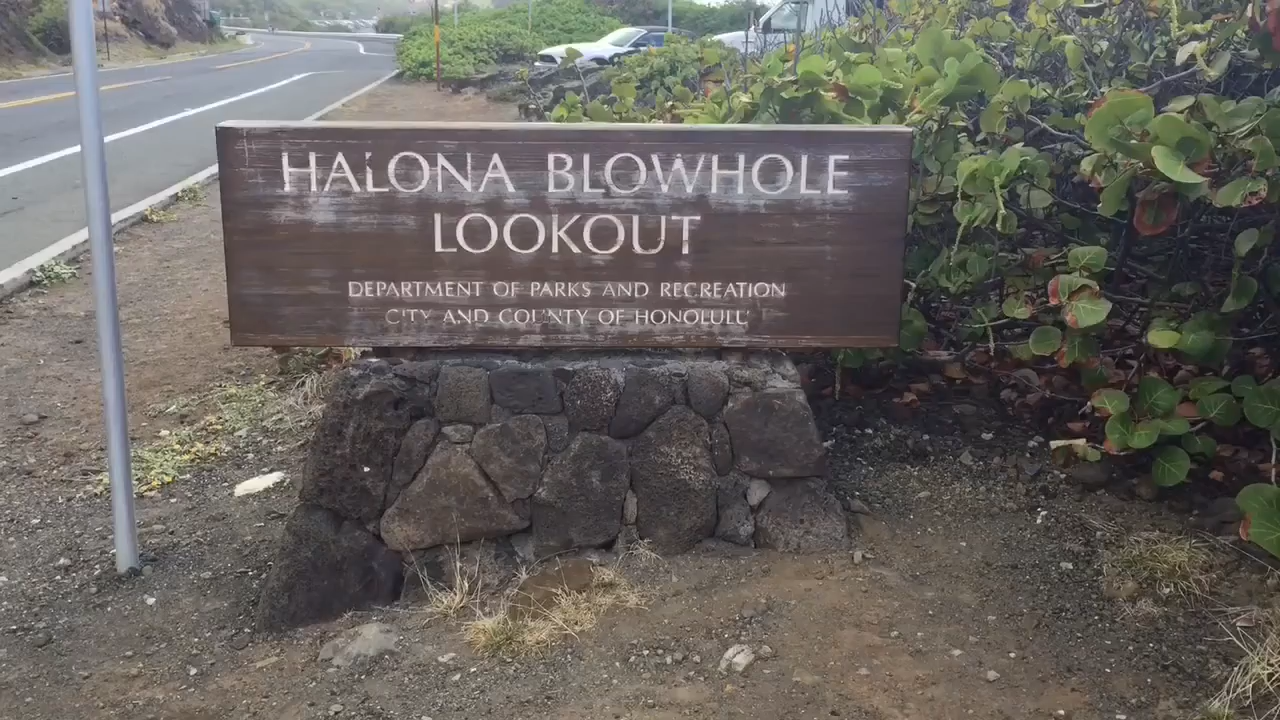 HALONA BLOWHOLE
LOOKOUT
DEPARTMENT OF PARKS AND RECREATION
CITY AND COUNTY OF HONOLULU